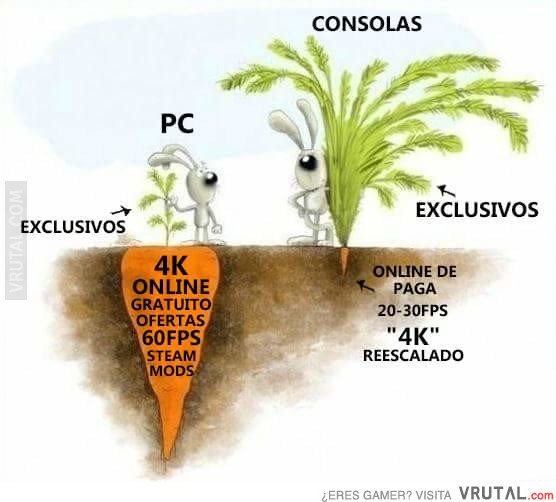 CONSOLAS
PC
EXCLUSIVOS
EXCLUSIVOS
4K
ONLINE
GRATUITO
OFERTAS
60FPS
STEAM
MODS
ONLINE DE
PAGA
20-30FPS
"4K"
REESCALADO
VRUTAL.COM
¿ERES GAMER? VISITA VRUTAL.com